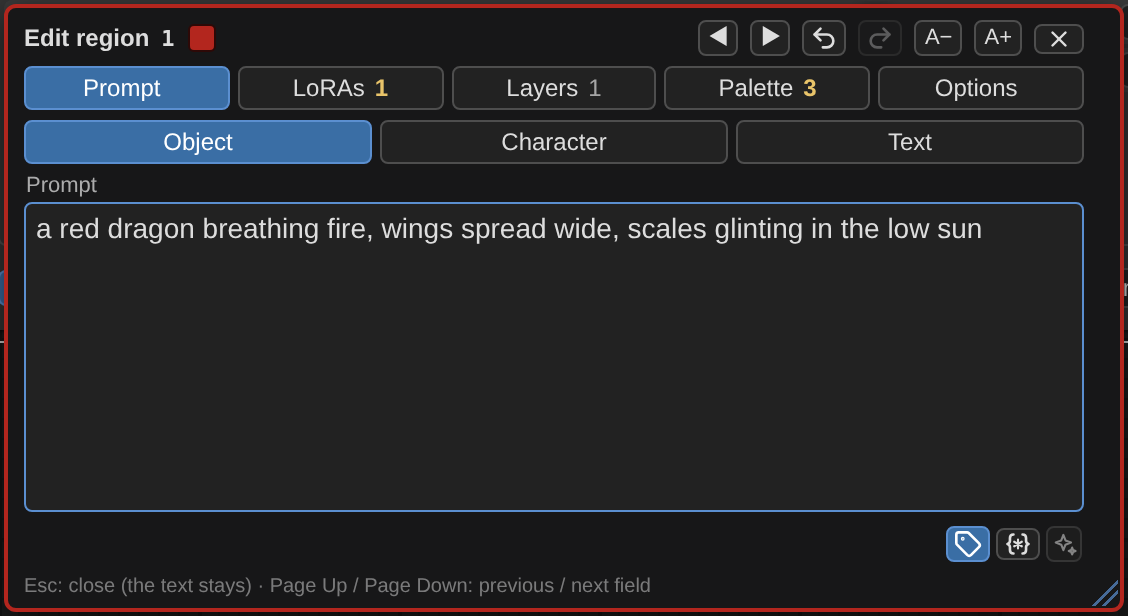 Edit region 1
A− A+
Prompt LoRAs 1 Layers 1 Palette 3 Options
Object Character Text
Prompt
a red dragon breathing fire, wings spread wide, scales glinting in the low sun
{*}
Esc: close (the text stays) · Page Up / Page Down: previous / next field